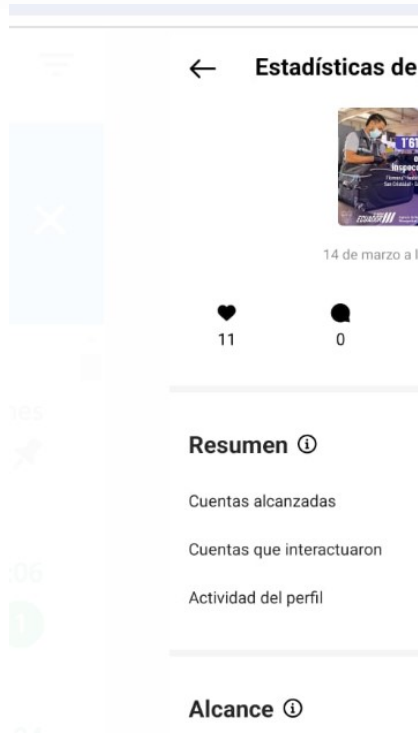 Estadísticas de
14 de marzo a l
11
0
Resumen
Cuentas alcanzadas
Cuentas que interactuaron
Actividad del perfil
Alcance